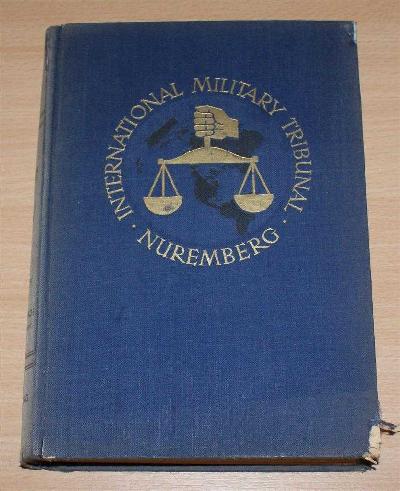 INTERNATIONAL MILITARY TRIBUNAL
· NUREMBERG ·